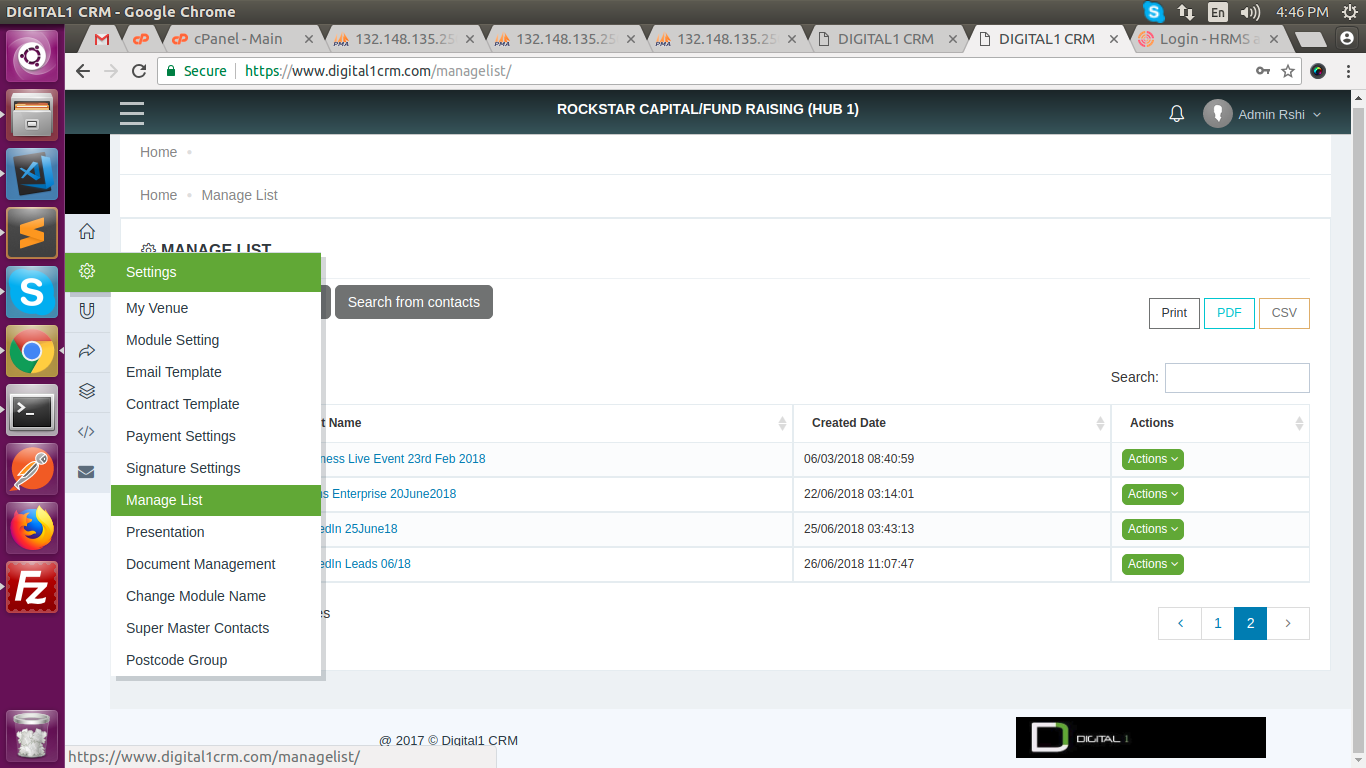 DIGITAL1 CRM - Google Chrome
En
4:46 PM
cPanel - Main
132.148.135.25
132.148.135.25
132.148.135.25
DIGITAL1 CRM
DIGITAL1 CRM
Login - HRMS a
Secure
https://www.digital1crm.com/managelist/
ROCKSTAR CAPITAL/FUND RAISING (HUB 1)
Admin Rshi
Home
Home
Manage List
MANAGE LIST
Settings
Search from contacts
Print
PDF
CSV
My Venue
Module Setting
Email Template
Contract Template
Payment Settings
Signature Settings
Manage List
Presentation
Document Management
Change Module Name
Super Master Contacts
Postcode Group
Search:
t Name
Created Date
Actions
ness Live Event 23rd Feb 2018
06/03/2018 08:40:59
Actions
s Enterprise 20June2018
22/06/2018 03:14:01
Actions
edIn 25June18
25/06/2018 03:43:13
Actions
edIn Leads 06/18
26/06/2018 11:07:47
Actions
es
1
2
@ 2017 © Digital1 CRM
DIGITAL 1
https://www.digital1crm.com/managelist/